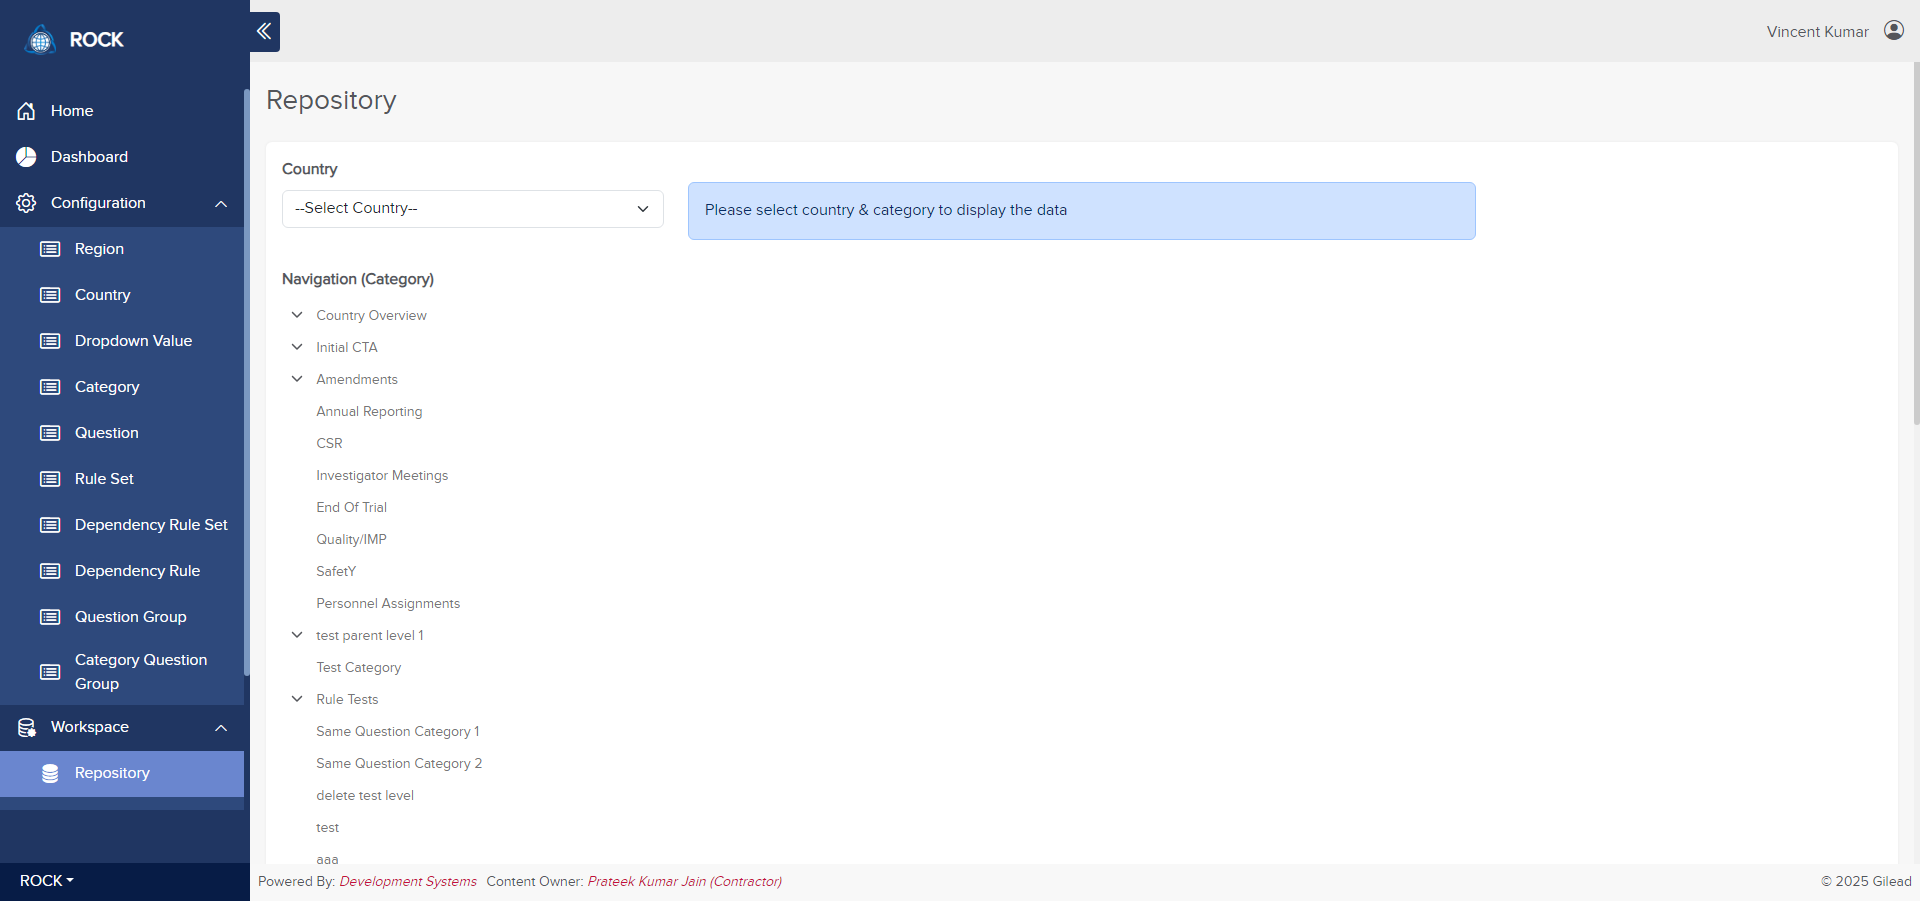 ROCK
Vincent Kumar
Home
Dashboard
Configuration
Region
Country
Dropdown Value
Category
Question
Rule Set
Dependency Rule Set
Dependency Rule
Question Group
Category Question
Group
Workspace
Repository
ROCK
Repository
Country
--Select Country--
Please select country & category to display the data
Navigation (Category)
Country Overview
Initial CTA
Amendments
Annual Reporting
CSR
Investigator Meetings
End Of Trial
Quality/IMP
SafetY
Personnel Assignments
test parent level 1
Test Category
Rule Tests
Same Question Category 1
Same Question Category 2
delete test level
test
aaa
Powered By: Development Systems Content Owner: Prateek Kumar Jain (Contractor)
© 2025 Gilead